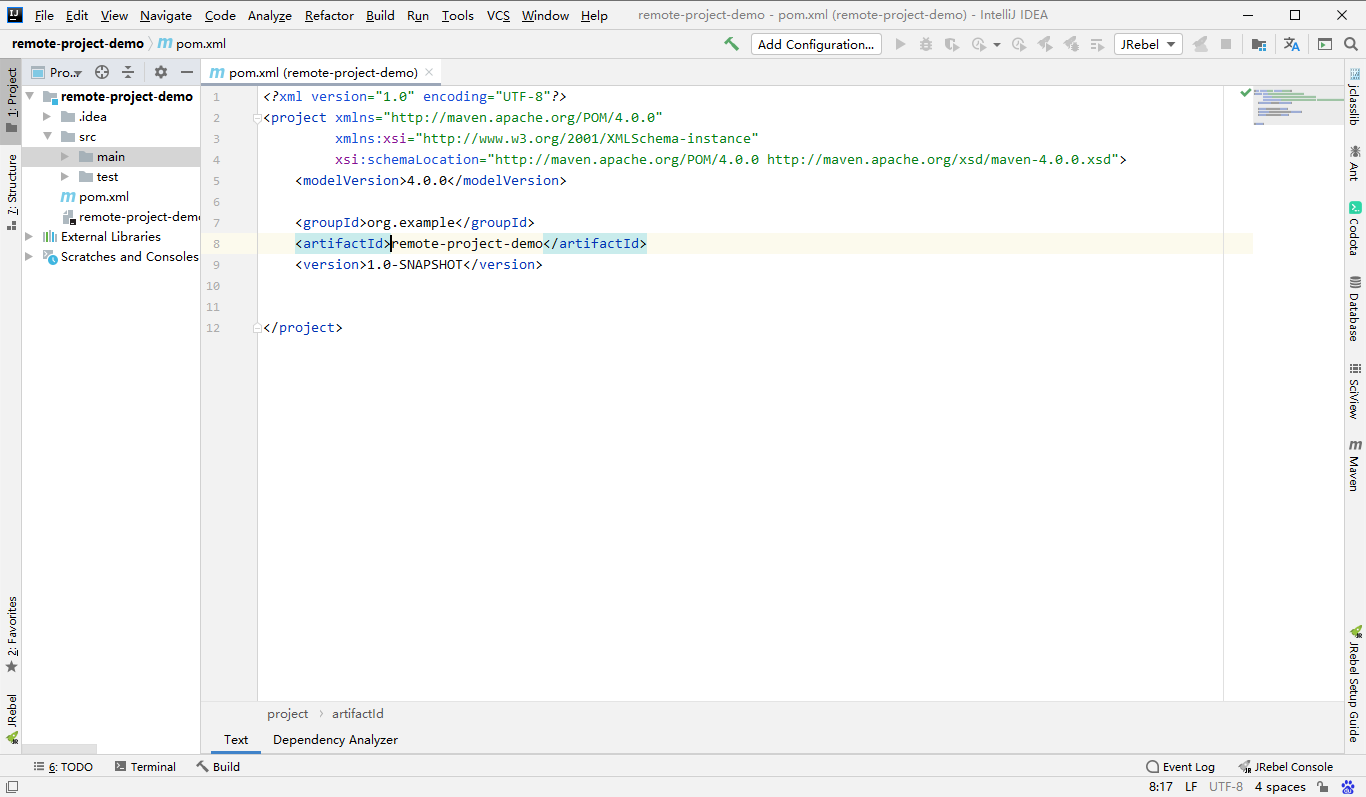 File Edit View Navigate Code Analyze Refactor Build Run Tools VCS Window Help remote-project-demo - pom.xml (remote-project-demo) - IntelliJ IDEA
remote-project-demo pom.xml Add Configuration... JRebel
Pro.. pom.xml (remote-project-demo)
1: Project
7: Structure
2: Favorites
JRebel
remote-project-demo
.idea
src
main
test
pom.xml
remote-project-demo
External Libraries
Scratches and Consoles
1 <?xml version="1.0" encoding="UTF-8"?>
2 <project xmlns="http://maven.apache.org/POM/4.0.0"
3 xmlns:xsi="http://www.w3.org/2001/XMLSchema-instance"
4 xsi:schemaLocation="http://maven.apache.org/POM/4.0.0 http://maven.apache.org/xsd/maven-4.0.0.xsd">
5 <modelVersion>4.0.0</modelVersion>
6
7 <groupId>org.example</groupId>
8 <artifactId>remote-project-demo</artifactId>
9 <version>1.0-SNAPSHOT</version>
10
11
12 </project>
jclasslib
Ant
Codota
Database
SciView
Maven
JRebel Setup Guide
project artifactId
Text Dependency Analyzer
6: TODO Terminal Build Event Log JRebel Console
8:17 LF UTF-8 4 spaces